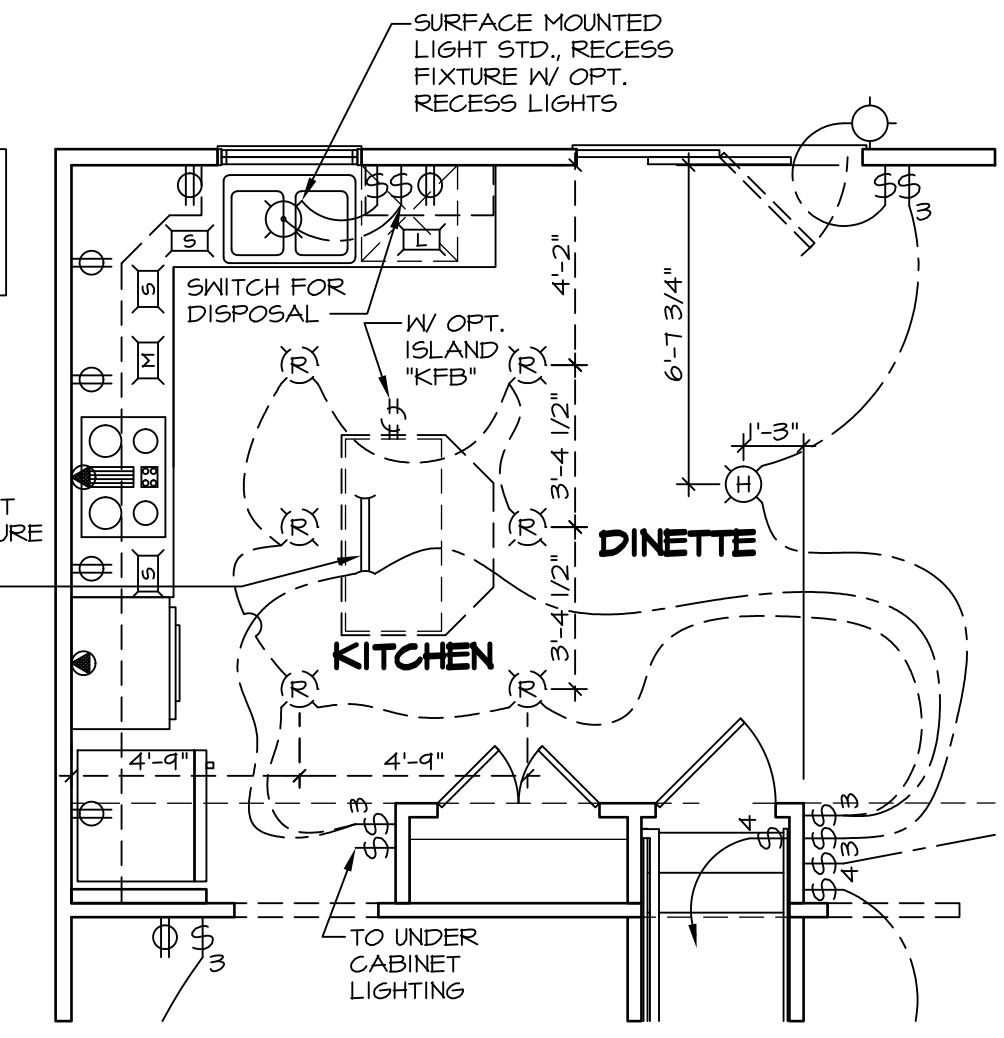 SURFACE MOUNTED
LIGHT STD., RECESS
FIXTURE W/ OPT.
RECESS LIGHTS
$$
$$
3
S
L
S
M
SWITCH FOR
DISPOSAL
W/ OPT.
ISLAND
"KFB"
4'-2"
6'-7 3/4"
R
R
3'-4 1/2"
1'-3"
H
T
URE
R
R
DINETTE
S
3'-4 1/2"
KITCHEN
R
R
4'-9"
4'-9"
$$
3
4
$
$$$$
3
3
4
TO UNDER
CABINET
LIGHTING
$
3